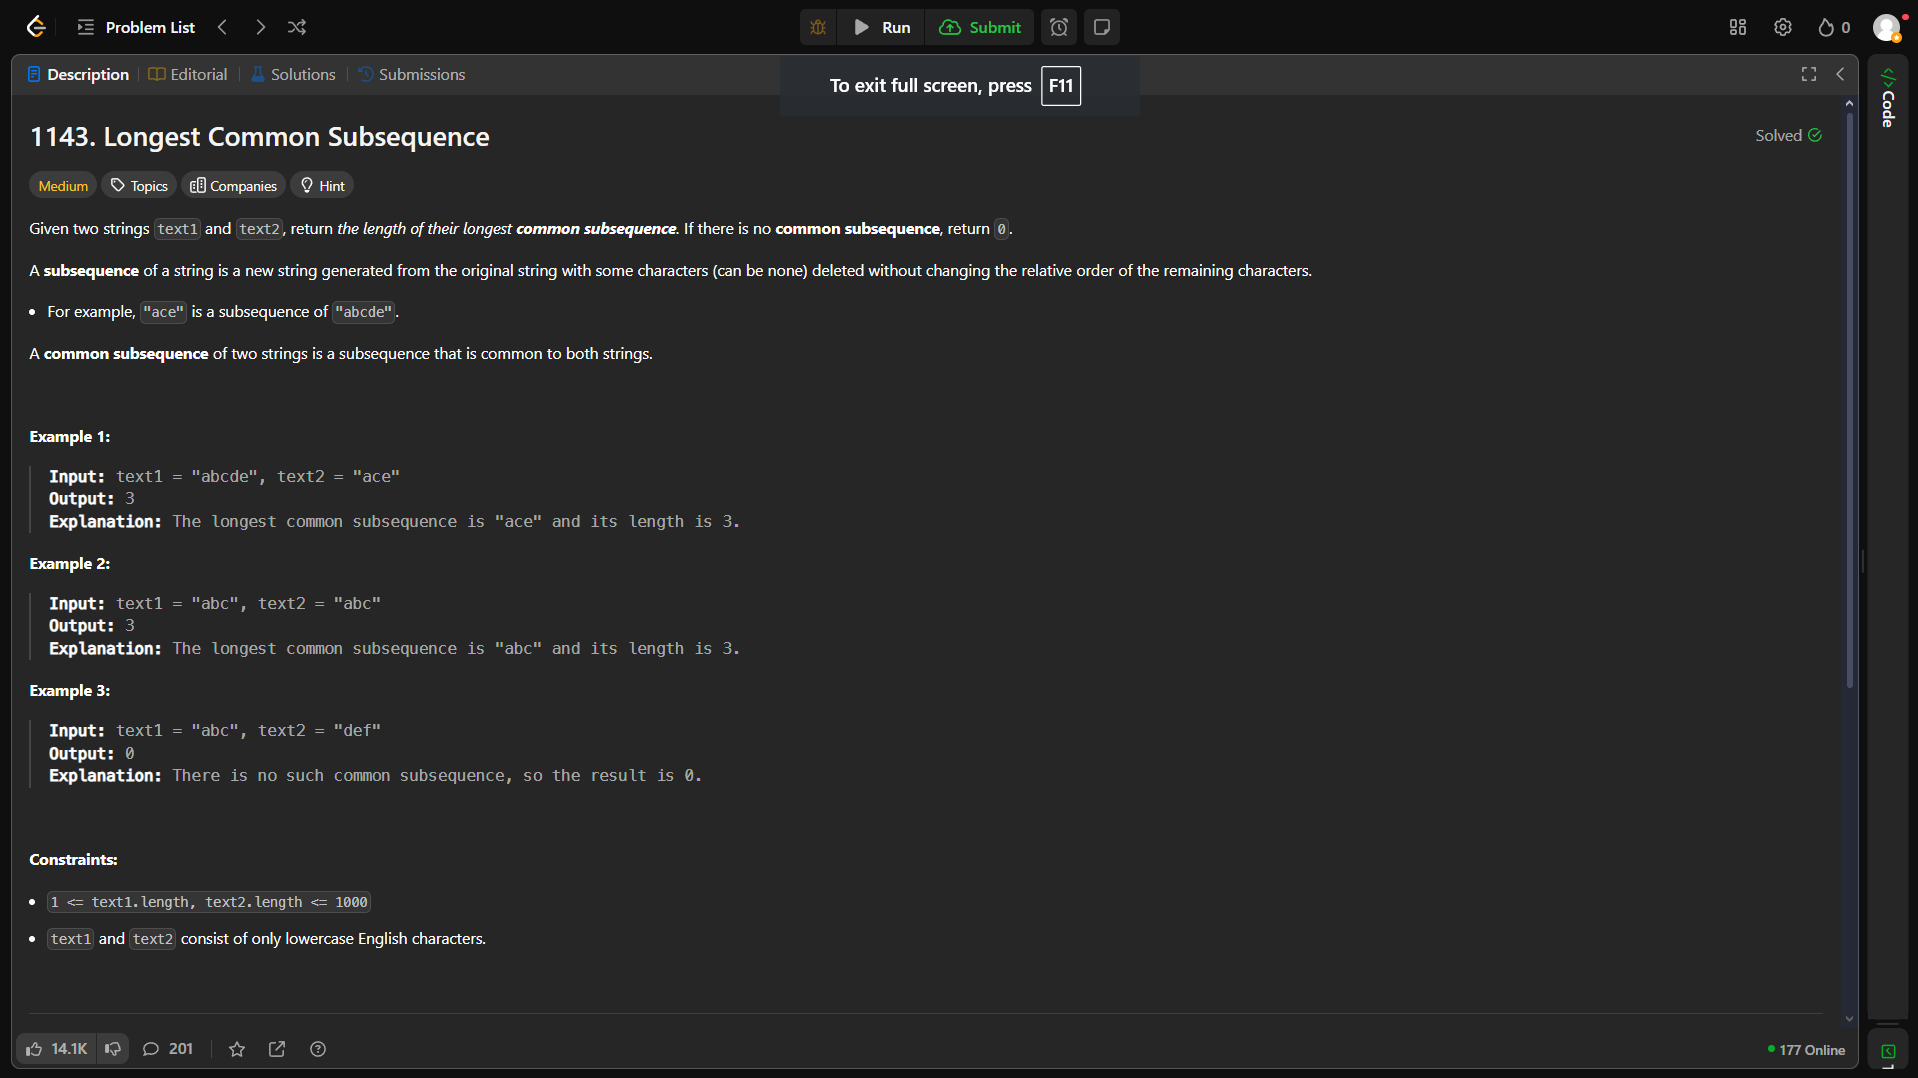 Problem List
Run
Submit
0
Description
Editorial
Solutions
Submissions
To exit full screen, press F11
Code
1143. Longest Common Subsequence
Solved
Medium
Topics
Companies
Hint
Given two strings text1 and text2, return the length of their longest common subsequence. If there is no common subsequence, return 0.
A subsequence of a string is a new string generated from the original string with some characters (can be none) deleted without changing the relative order of the remaining characters.
• For example, "ace" is a subsequence of "abcde".
A common subsequence of two strings is a subsequence that is common to both strings.
Example 1:
Input: text1 = "abcde", text2 = "ace"
Output: 3
Explanation: The longest common subsequence is "ace" and its length is 3.
Example 2:
Input: text1 = "abc", text2 = "abc"
Output: 3
Explanation: The longest common subsequence is "abc" and its length is 3.
Example 3:
Input: text1 = "abc", text2 = "def"
Output: 0
Explanation: There is no such common subsequence, so the result is 0.
Constraints:
• 1 <= text1.length, text2.length <= 1000
• text1 and text2 consist of only lowercase English characters.
14.1K
201
177 Online